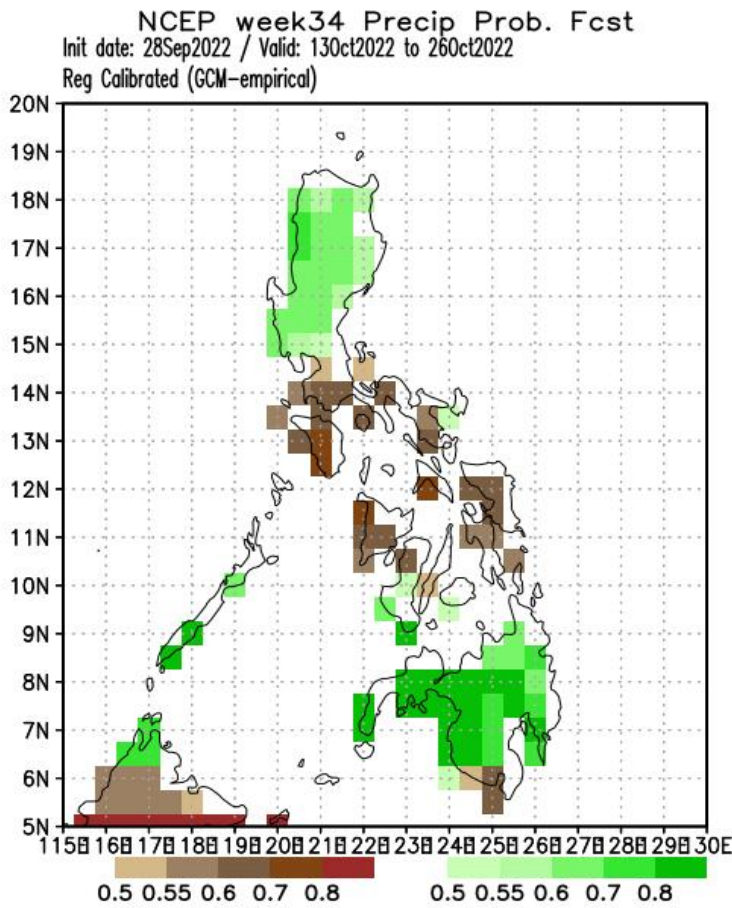 NCEP week34 Precip Prob. Fcst
Init date: 28Sep2022 / Valid: 13Oct2022 to 26Oct2022
Reg Calibrated (GCM-empirical)
20N
19N
18N
17N
16N
15N
14N
13N
12N
11N
10N
9N
8N
7N
6N
5N
115E 116E 117E 118E 119E 120E 121E 122E 123E 124E 125E 126E 127E 128E 129E 130E
0.5 0.55 0.6 0.7 0.8 0.5 0.55 0.6 0.7 0.8